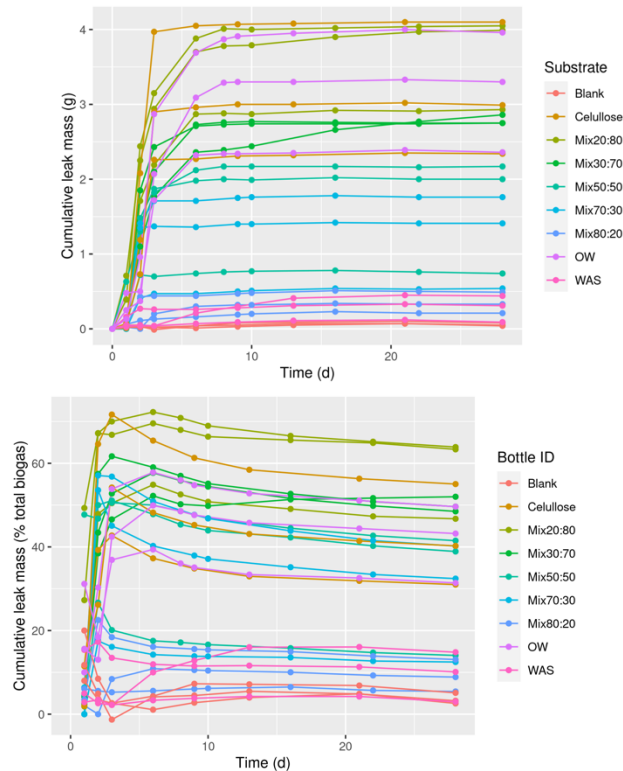 4
3
2
1
0
Cumulative leak mass (g)
0
10
20
Time (d)
Substrate
Blank
Celullose
Mix20:80
Mix30:70
Mix50:50
Mix70:30
Mix80:20
OW
WAS
60
40
20
0
Cumulative leak mass (% total biogas)
0
10
20
Time (d)
Bottle ID
Blank
Celullose
Mix20:80
Mix30:70
Mix50:50
Mix70:30
Mix80:20
OW
WAS